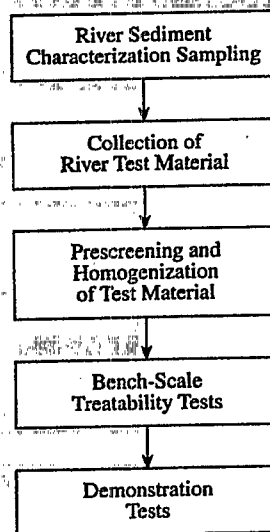 River Sediment
Characterization Sampling
Collection of
River Test Material
Prescreening and
Homogenization
of Test Material
Bench-Scale
Treatability Tests
Demonstration
Tests